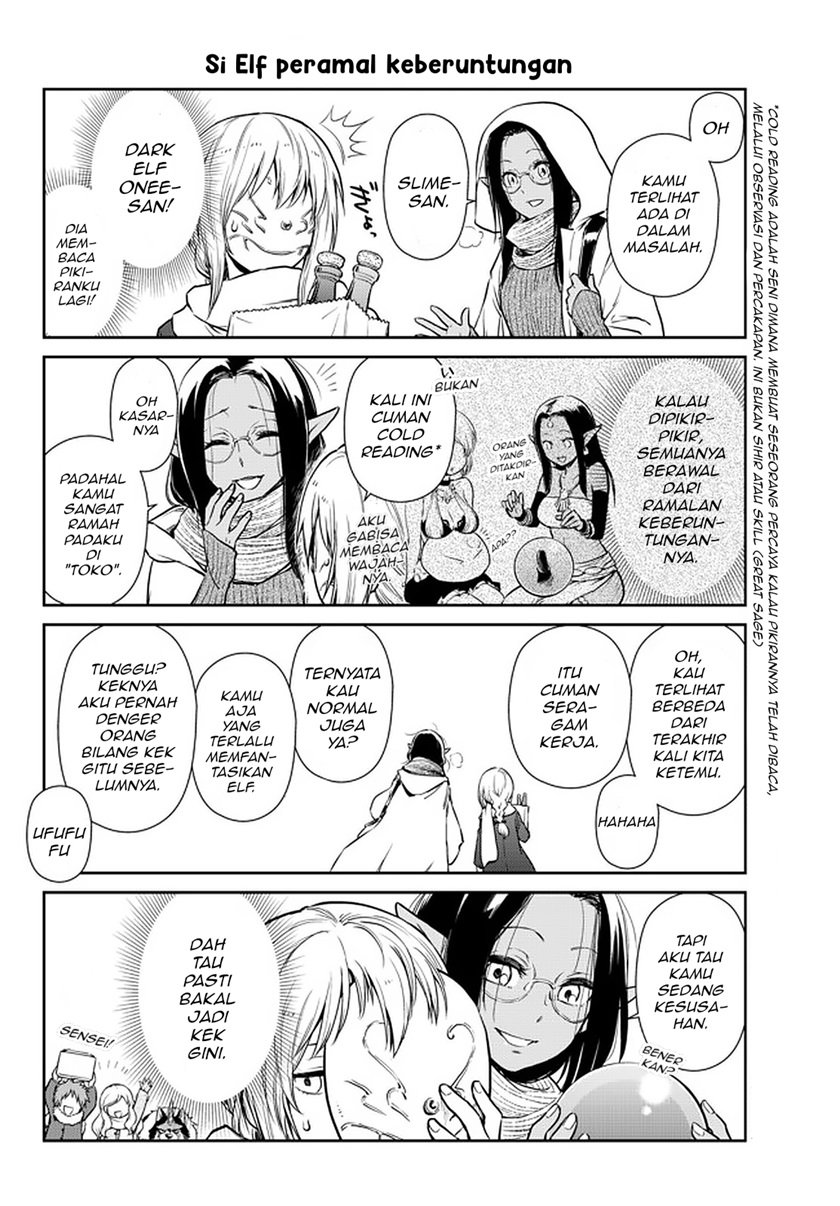 Si Elf peramal keberuntungan
*COLD READING ADALAH SENI DIMANA MEMBUAT SESEORANG PERCAYA KALAU PIKIRANNYA TELAH DIBACA,
MELALUI OBSERVASI DAN PERCAKAPAN. INI BUKAN SIHIR ATAU SKILL (GREAT SAGE)
OH
KAMU
TERLIHAT
ADA DI
DALAM
MASALAH.
SLIME-
SAN.
DARK
ELF
ONEE-
SAN!
DIA
MEM-
BACA
PIKI-
RANKU
LAGI!
KALAU
DIPIKIR-
PIKIR,
SEMUANYA
BERAWAL
DARI
RAMALAN
KEBERUN-
TUNGAN-
NYA.
ORANG
YANG
DITAKDIR-
KAN
APA??
BUKAN
KALI INI
CUMAN
COLD
READING*
AKU
GABISA
MEMBACA
WAJAH-
NYA.
OH
KASAR-
NYA
PADAHAL
KAMU
SANGAT
RAMAH
PADAKU
DI
"TOKO".
OH,
KAU
TERLIHAT
BERBEDA
DARI
TERAKHIR
KALI KITA
KETEMU.
HAHAHA
ITU
CUMAN
SERA-
GAM
KERJA.
TERNYATA
KAU
NORMAL
JUGA
YA?
KAMU
AJA
YANG
TERLALU
MEMFAN-
TASIKAN
ELF.
TUNGGU?
KEKNYA
AKU PERNAH
DENGER
ORANG
BILANG KEK
GITU SEBE-
LUMNYA.
UFUFU
FU
TAPI
AKU TAU
KAMU
SEDANG
KESUSA-
HAN.
BENER
KAN?
DAH
TAU
PASTI
BAKAL
JADI
KEK
GINI.
SENSEI!